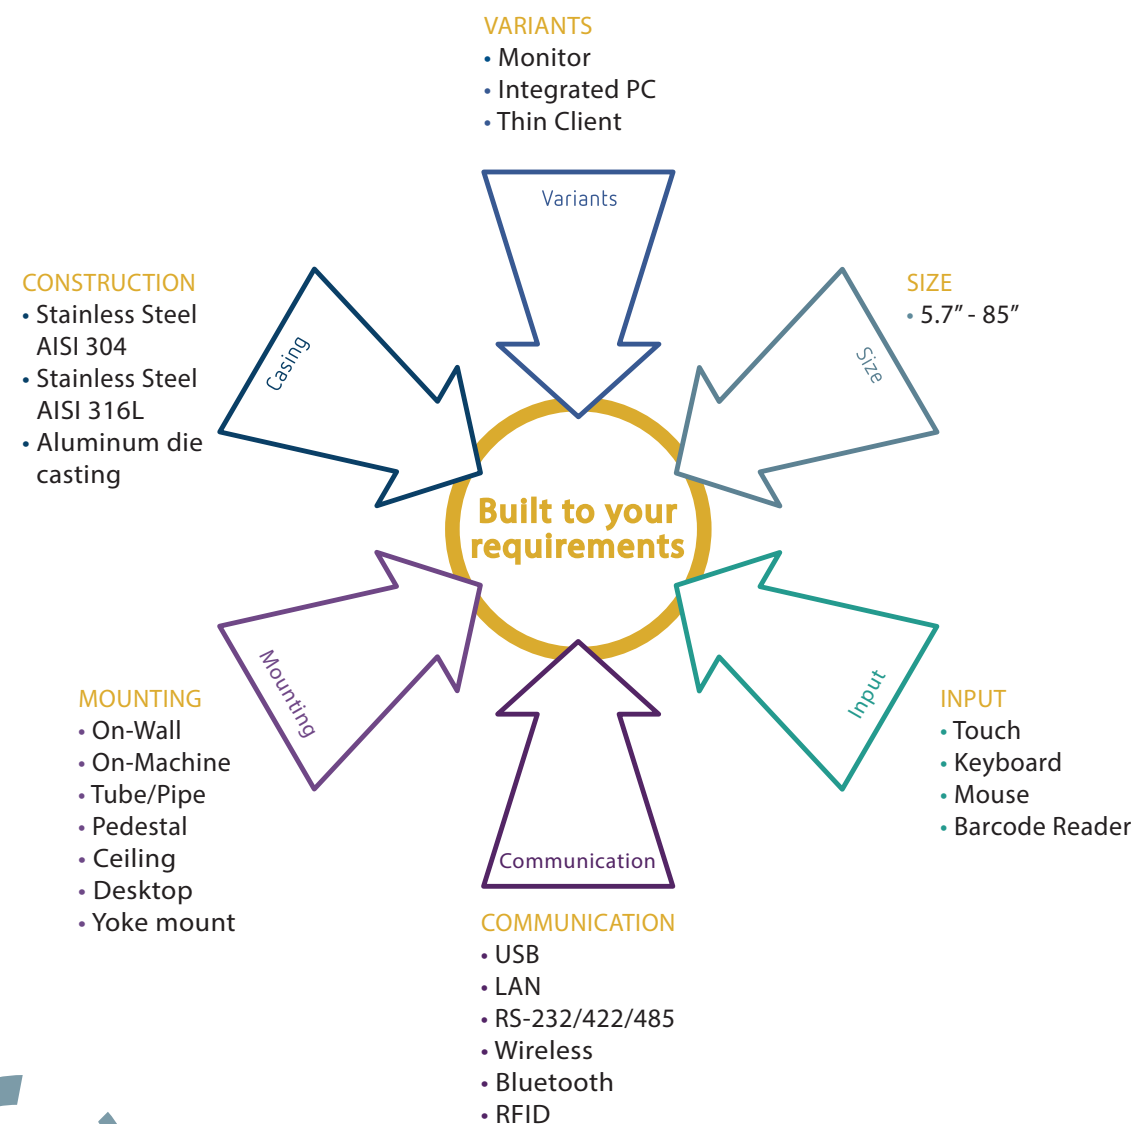 VARIANTS
• Monitor
• Integrated PC
• Thin Client
Variants
CONSTRUCTION
• Stainless Steel
AISI 304
• Stainless Steel
AISI 316L
• Aluminum die
casting
Casing
SIZE
• 5.7” - 85”
Size
Built to your
requirements
MOUNTING
• On-Wall
• On-Machine
• Tube/Pipe
• Pedestal
• Ceiling
• Desktop
• Yoke mount
Mounting
Input
INPUT
• Touch
• Keyboard
• Mouse
• Barcode Reader
Communication
COMMUNICATION
• USB
• LAN
• RS-232/422/485
• Wireless
• Bluetooth
• RFID